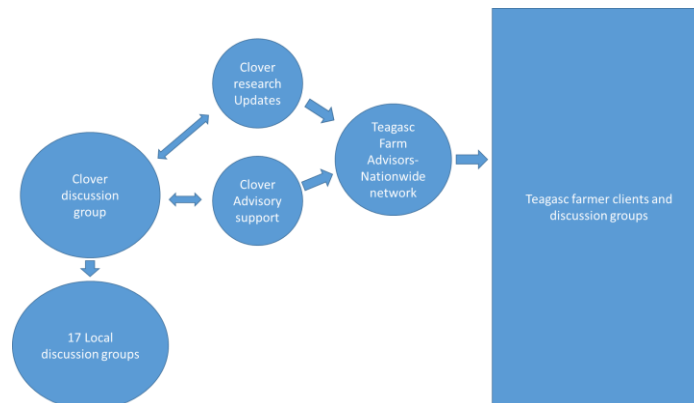 Clover
research
Updates
Clover
discussion
group
Clover
Advisory
support
Teagasc
Farm
Advisors-
Nationwide
network
Teagasc farmer clients and
discussion groups
17 Local
discussion groups